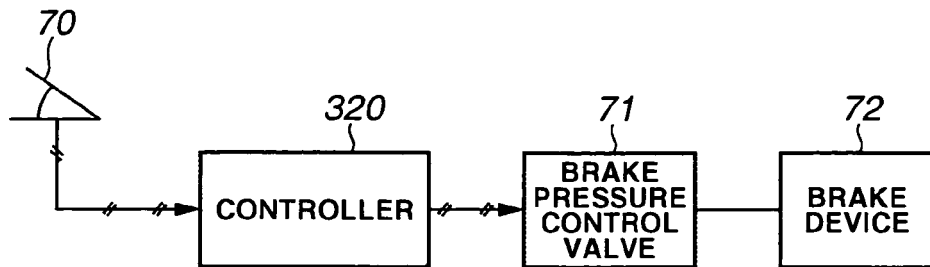 70
320
71
72
CONTROLLER
BRAKE
PRESSURE
CONTROL
VALVE
BRAKE
DEVICE